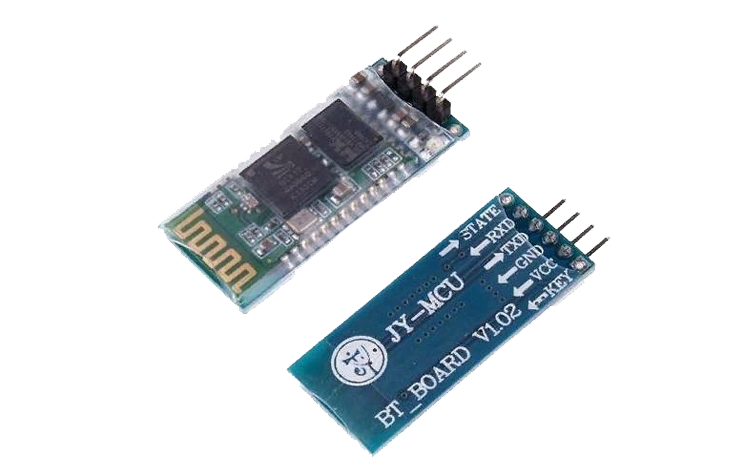 STATE
RXD
TXD
GND
VCC
KEY
JY-MCU
BT_BOARD V1.02